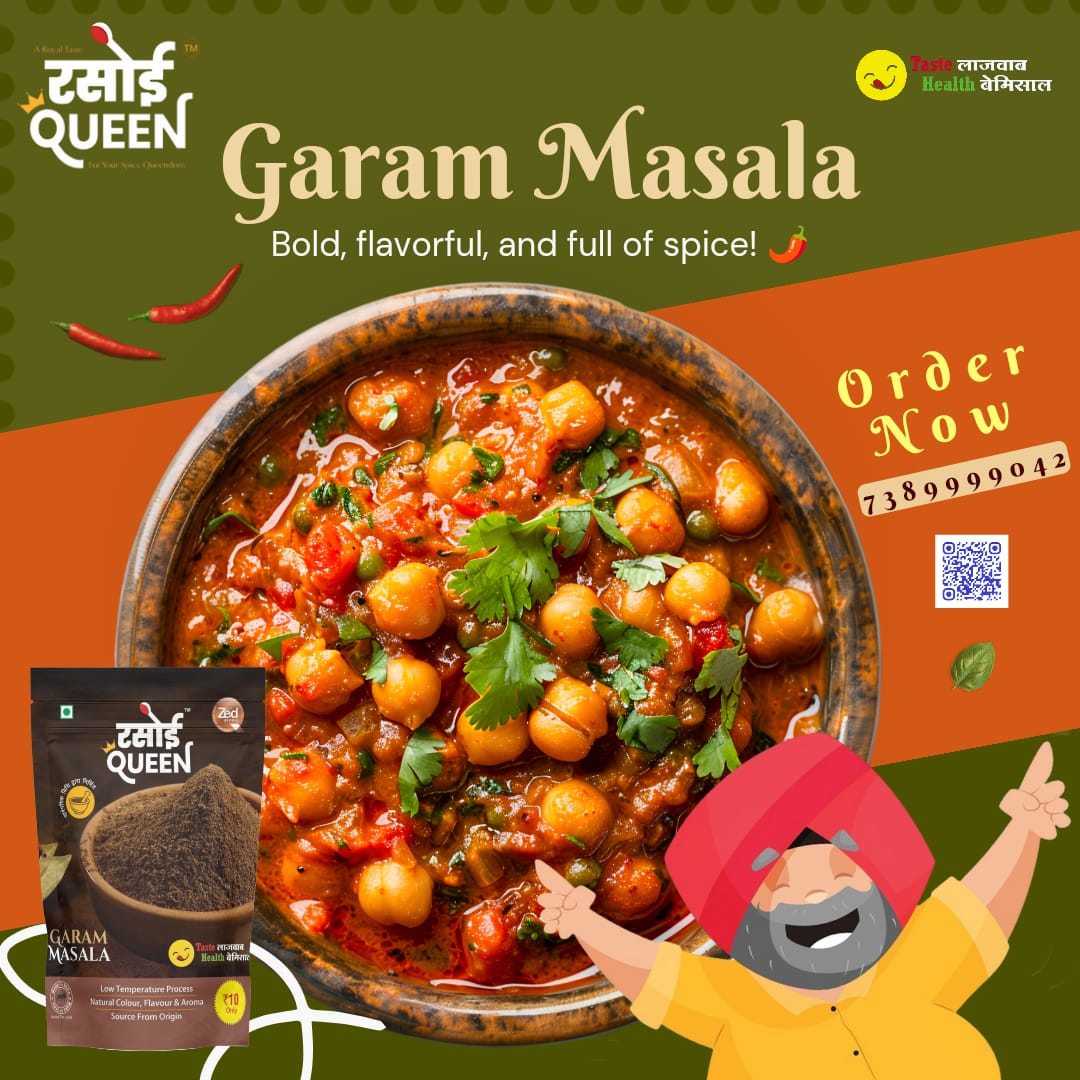 A Royal Taste
रसोई
TM
QUEEN
For Your Spicy Queendom
Taste लाजवाब
Health बेमिसाल
Garam Masala
Bold, flavorful, and full of spice!
Order
Now
7389999042
रसोई
QUEEN
Zed
GARAM
MASALA
Taste लाजवाब
Health बेमिसाल
Low Temperature Process
Natural Colour, Flavour & Aroma
Source From Origin
₹10
Only